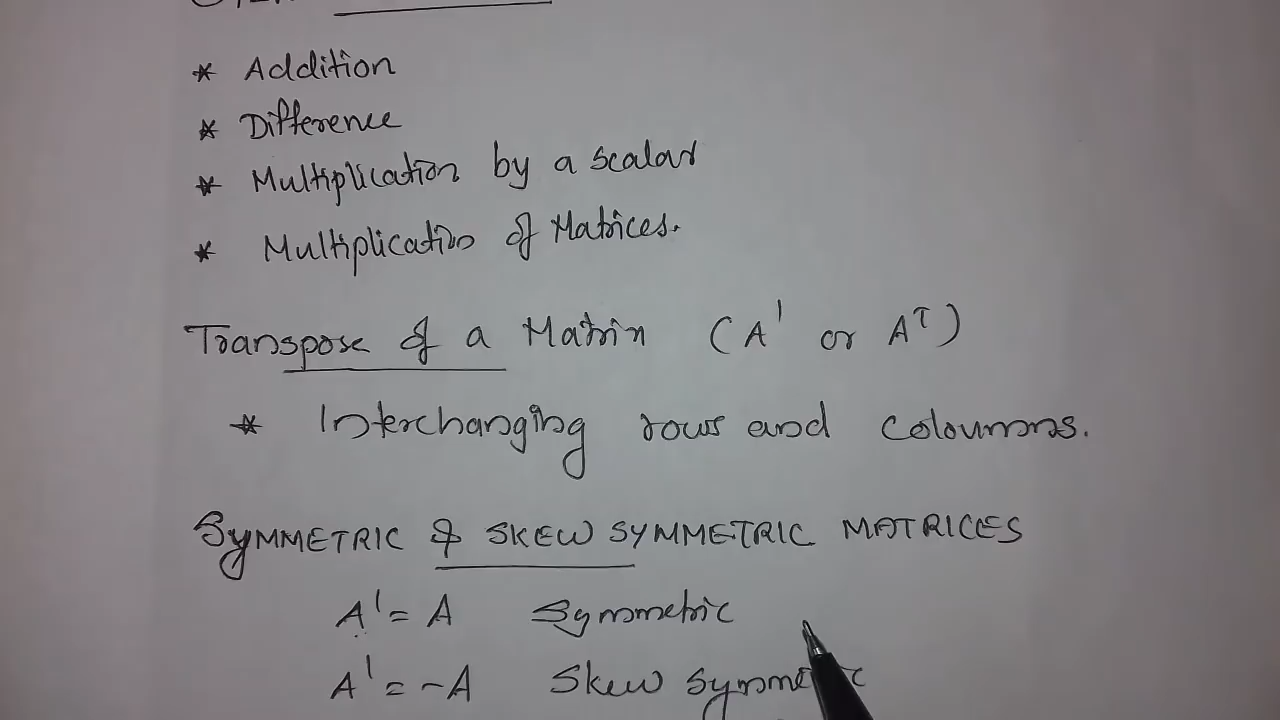 * Addition
* Difference
* Multiplication by a scalar
* Multiplication of Matrices.
Transpose of a Matrix (A' or Aᵀ)
* Interchanging rows and coloumns.
SYMMETRIC & SKEW SYMMETRIC MATRICES
A' = A Symmetric
A' = -A Skew Symmetric